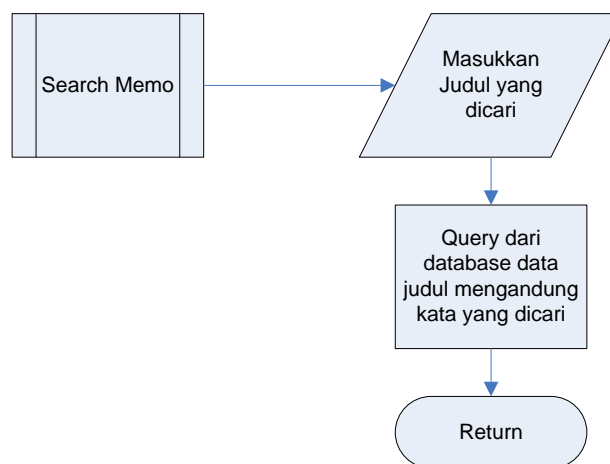 Search Memo
Masukkan
Judul yang
dicari
Query dari
database data
judul mengandung
kata yang dicari
Return